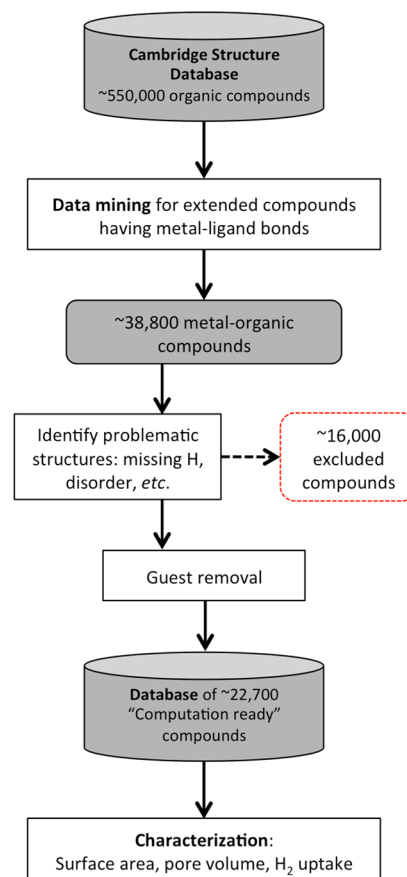 Cambridge Structure
Database
~550,000 organic compounds
Data mining for extended compounds
having metal-ligand bonds
~38,800 metal-organic
compounds
Identify problematic
structures: missing H,
disorder, etc.
~16,000
excluded
compounds
Guest removal
Database of ~22,700
“Computation ready”
compounds
Characterization:
Surface area, pore volume, H₂ uptake